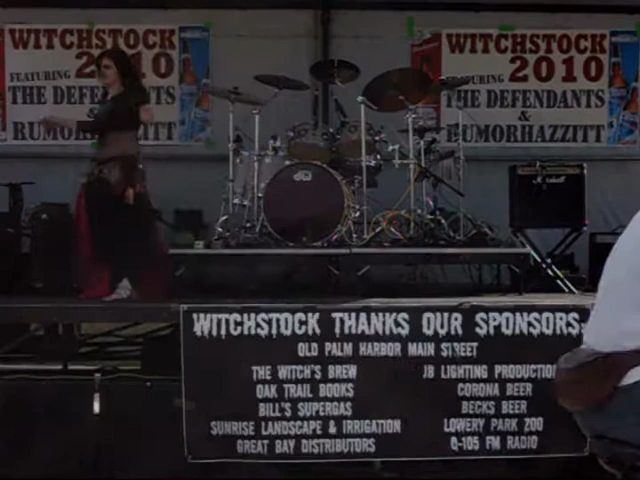 WITCHSTOCK
FEATURING 2010
THE DEFENDANTS
&
RUMORHAZZITT
WITCHSTOCK
FEATURING 2010
THE DEFENDANTS
&
RUMORHAZZITT
Marshall
WITCHSTOCK THANKS OUR SPONSORS:
OLD PALM HARBOR MAIN STREET
THE WITCH'S BREW
OAK TRAIL BOOKS
BILL'S SUPERGAS
SUNRISE LANDSCAPE & IRRIGATION
GREAT BAY DISTRIBUTORS
JB LIGHTING PRODUCTION
CORONA BEER
BECKS BEER
LOWERY PARK ZOO
Q-105 FM RADIO